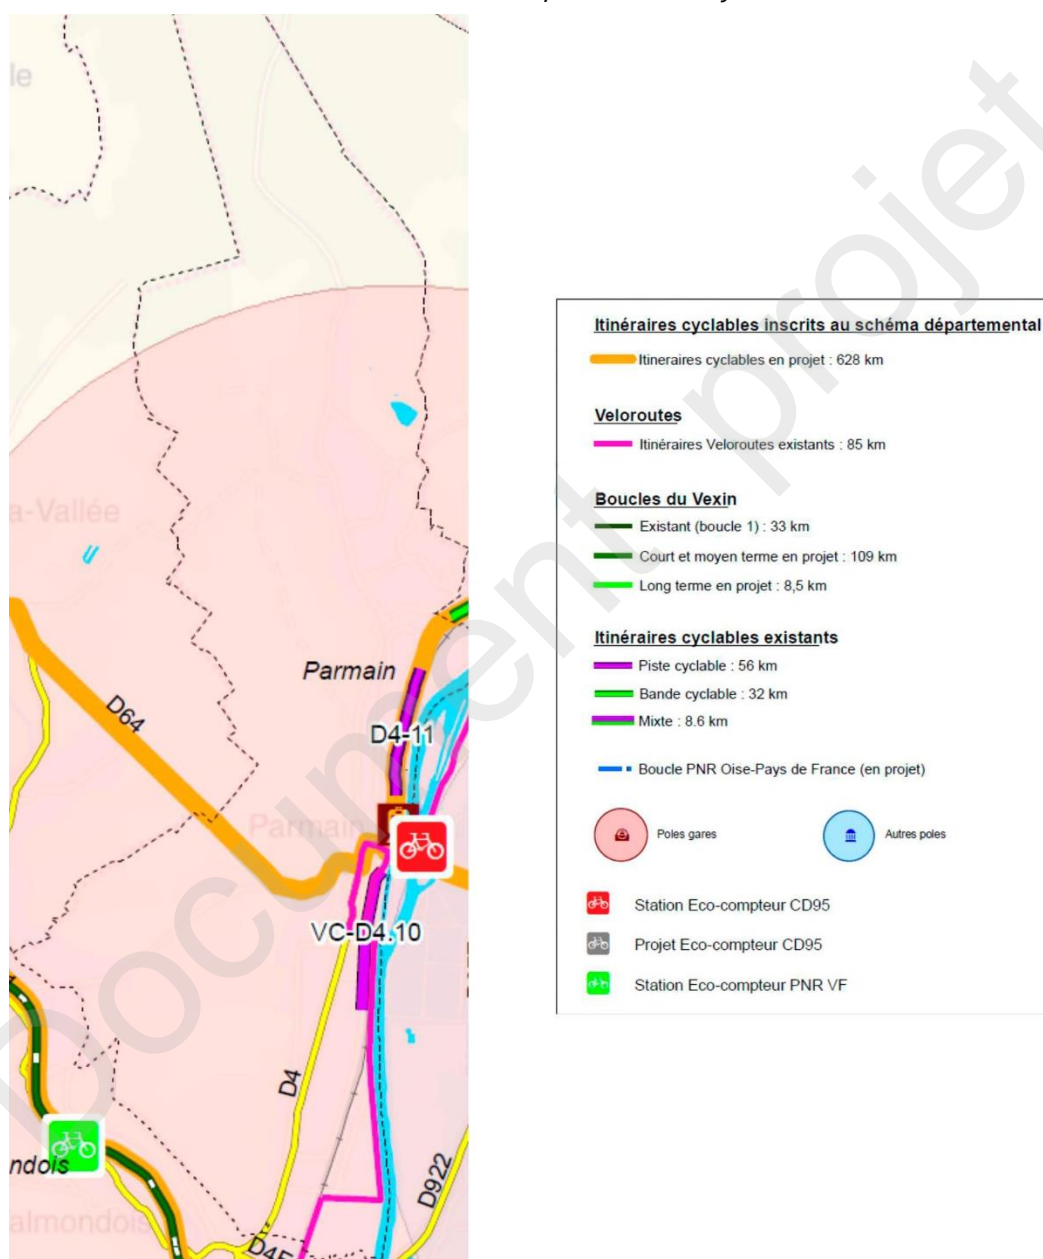 le
a-Vallée
D64
Parmain
D4-11
Parmain
VC-D4.10
D4
ndois
almondois
D4E
D922
Itinéraires cyclables inscrits au schéma départemental
Itineraires cyclables en projet : 628 km
Veloroutes
Itinéraires Veloroutes existants : 85 km
Boucles du Vexin
Existant (boucle 1) : 33 km
Court et moyen terme en projet : 109 km
Long terme en projet : 8,5 km
Itinéraires cyclables existants
Piste cyclable : 56 km
Bande cyclable : 32 km
Mixte : 8.6 km
Boucle PNR Oise-Pays de France (en projet)
Poles gares
Autres poles
Station Eco-compteur CD95
Projet Eco-compteur CD95
Station Eco-compteur PNR VF
Document projet